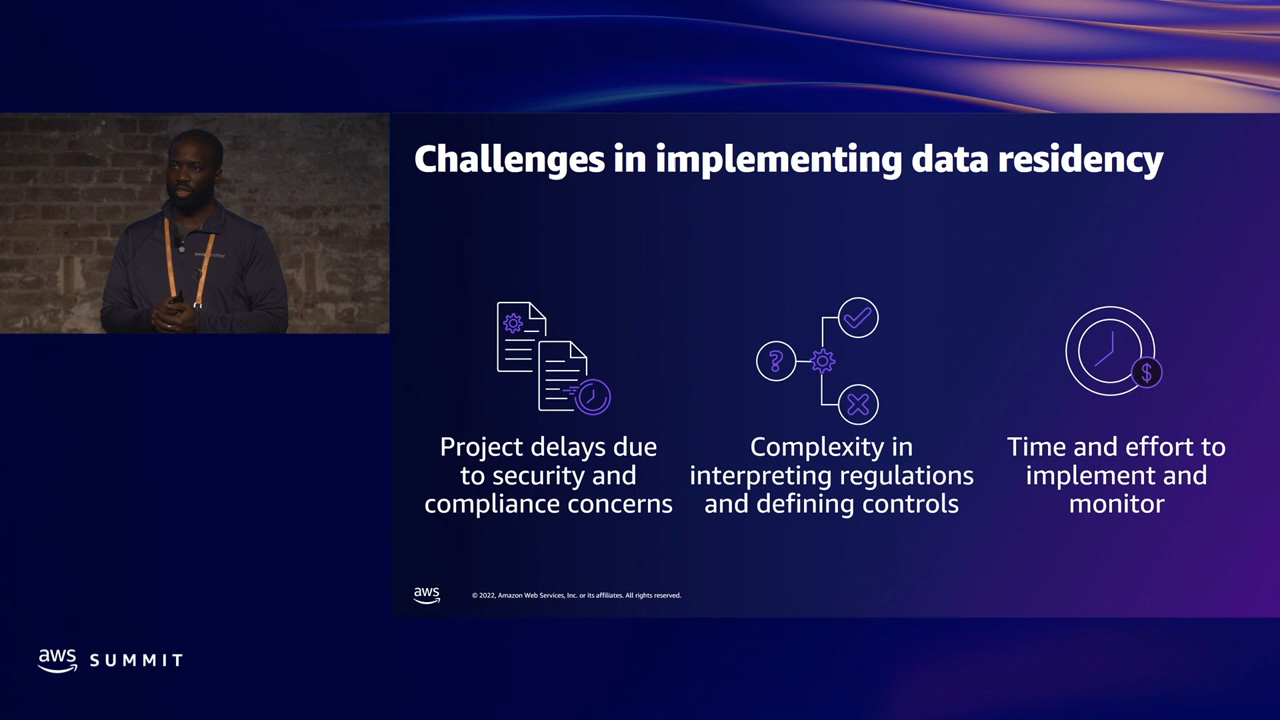 Challenges in implementing data residency
Project delays due
to security and
compliance concerns
Complexity in
interpreting regulations
and defining controls
Time and effort to
implement and
monitor
aws
© 2022, Amazon Web Services, Inc. or its affiliates. All rights reserved.
aws SUMMIT